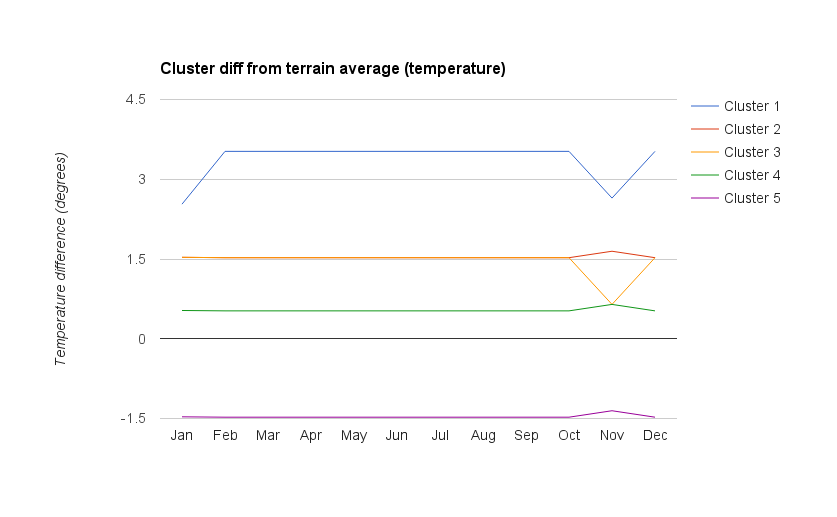 Cluster diff from terrain average (temperature)
4.5
3
1.5
0
-1.5
Temperature difference (degrees)
Jan Feb Mar Apr May Jun Jul Aug Sep Oct Nov Dec
Cluster 1
Cluster 2
Cluster 3
Cluster 4
Cluster 5